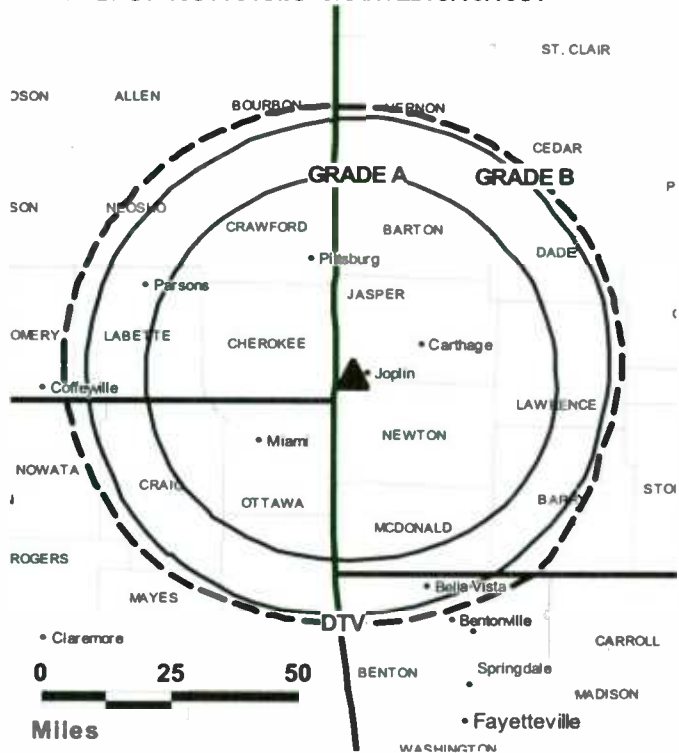 ST. CLAIR
ALLEN
BOURBON
VERNON
CEDAR
GRADE A
GRADE B
NEOSHO
CRAWFORD
BARTON
DADE
Pittsburg
Parsons
JASPER
LABETTE
CHEROKEE
Carthage
Joplin
Coffeyville
LAWRENCE
Miami
NEWTON
NOWATA
CRAIG
OTTAWA
BARRY
MCDONALD
ROGERS
Bella Vista
MAYES
DTV
Bentonville
Claremore
CARROLL
0 25 50
BENTON
Springdale
MADISON
Miles
Fayetteville
WASHINGTON